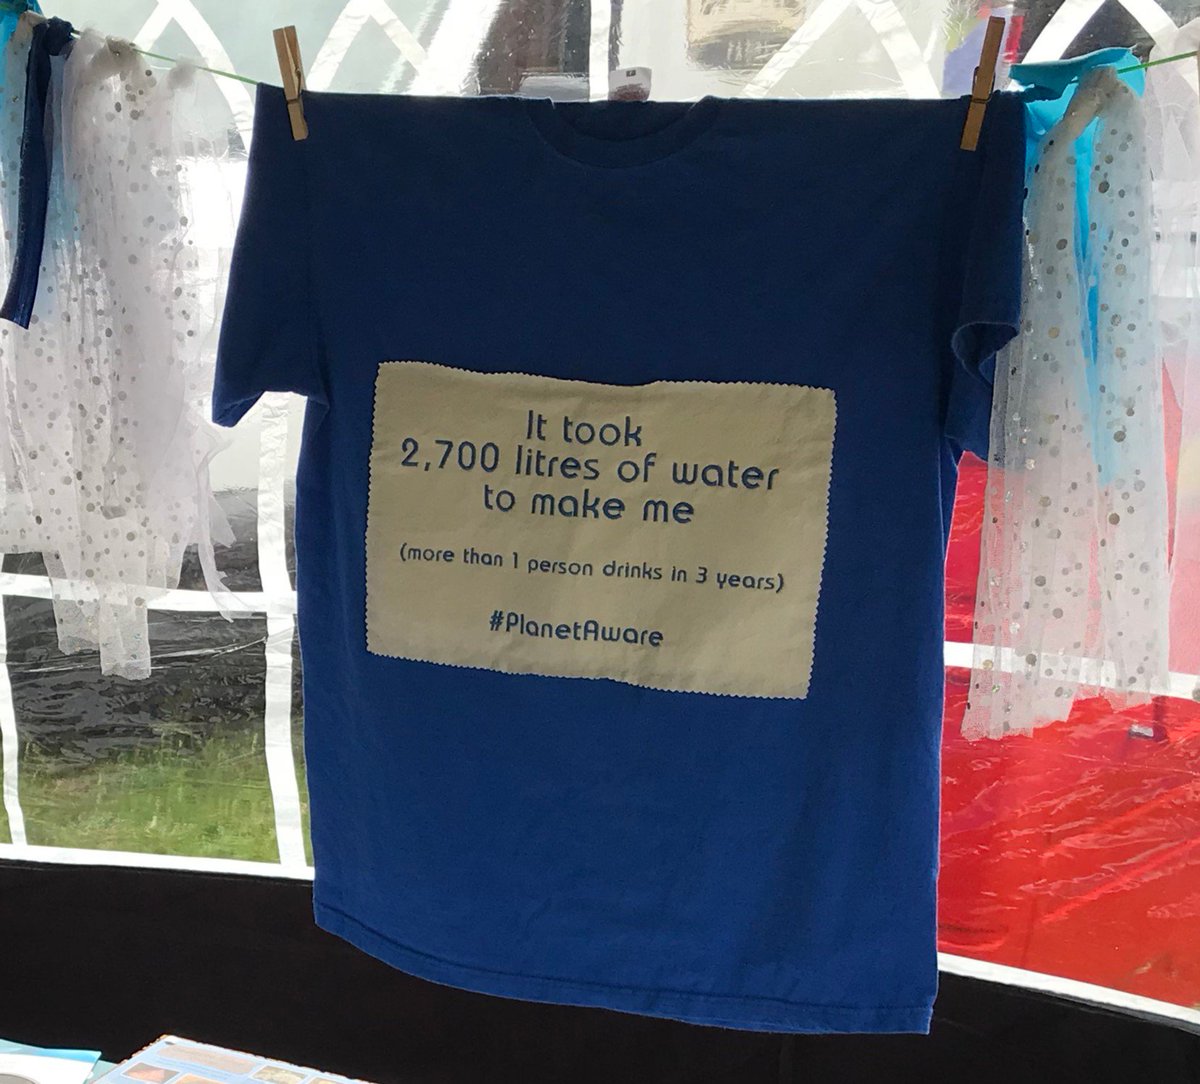 It took
2,700 litres of water
to make me
(more than 1 person drinks in 3 years)
#PlanetAware